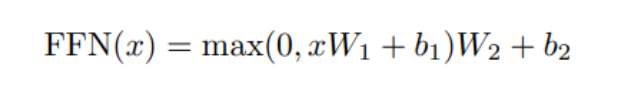 FFN(x) = max(0, xW₁ + b₁)W₂ + b₂